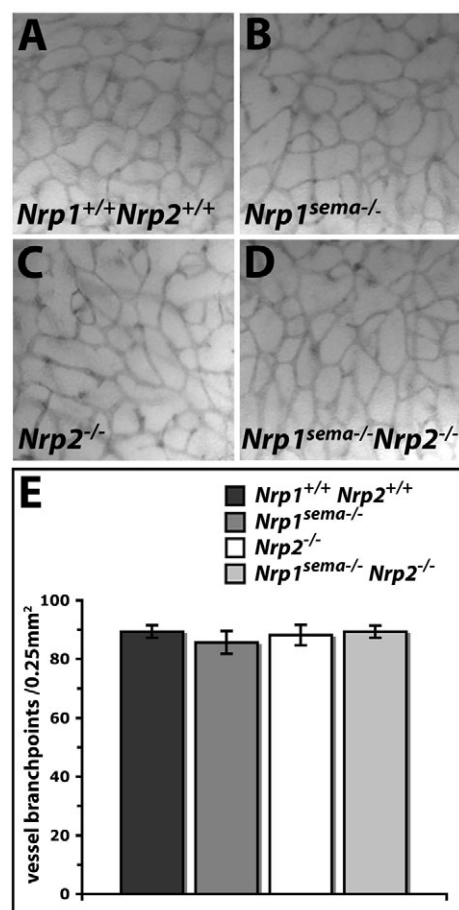 A
B
Nrp1+/+Nrp2+/+
Nrp1sema-/-
C
D
Nrp2-/-
Nrp1sema-/-Nrp2-/-
E
Nrp1+/+ Nrp2+/+
Nrp1sema-/-
Nrp2-/-
Nrp1sema-/- Nrp2-/-
vessel branchpoints /0.25mm²
100
80
60
40
20
0